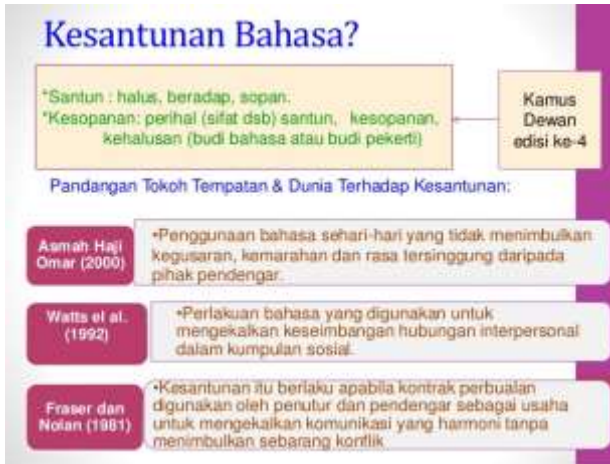 Kesantunan Bahasa?
*Santun : halus, beradap, sopan.
*Kesopanan: perihal (sifat dsb) santun, kesopanan,
kehalusan (budi bahasa atau budi pekerti)
Kamus
Dewan
edisi ke-4
Pandangan Tokoh Tempatan & Dunia Terhadap Kesantunan:
Asmah Haji
Omar (2000)
•Penggunaan bahasa sehari-hari yang tidak menimbulkan
kegusaran, kemarahan dan rasa tersinggung daripada
pihak pendengar.
Watts el al.
(1992)
•Perlakuan bahasa yang digunakan untuk
mengekalkan keseimbangan hubungan interpersonal
dalam kumpulan sosial.
Fraser dan
Nolan (1981)
•Kesantunan itu berlaku apabila kontrak perbualan
digunakan oleh penutur dan pendengar sebagai usaha
untuk mengekalkan komunikasi yang harmoni tanpa
menimbulkan sebarang konflik